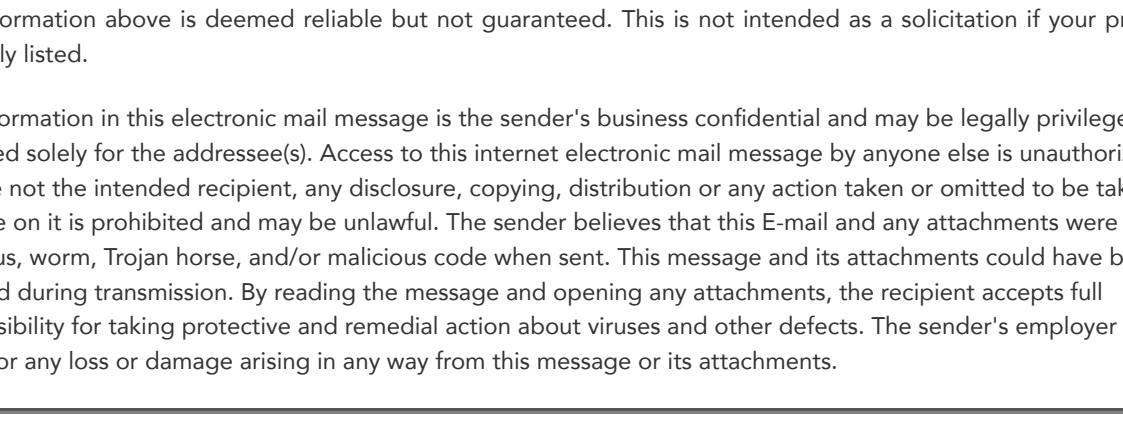 ormation above is deemed reliable but not guaranteed. This is not intended as a solicitation if your pr
ly listed.
ormation in this electronic mail message is the sender's business confidential and may be legally privilege
ed solely for the addressee(s). Access to this internet electronic mail message by anyone else is unauthoriz
e not the intended recipient, any disclosure, copying, distribution or any action taken or omitted to be tak
e on it is prohibited and may be unlawful. The sender believes that this E-mail and any attachments were
us, worm, Trojan horse, and/or malicious code when sent. This message and its attachments could have b
d during transmission. By reading the message and opening any attachments, the recipient accepts full
sibility for taking protective and remedial action about viruses and other defects. The sender's employer
or any loss or damage arising in any way from this message or its attachments.